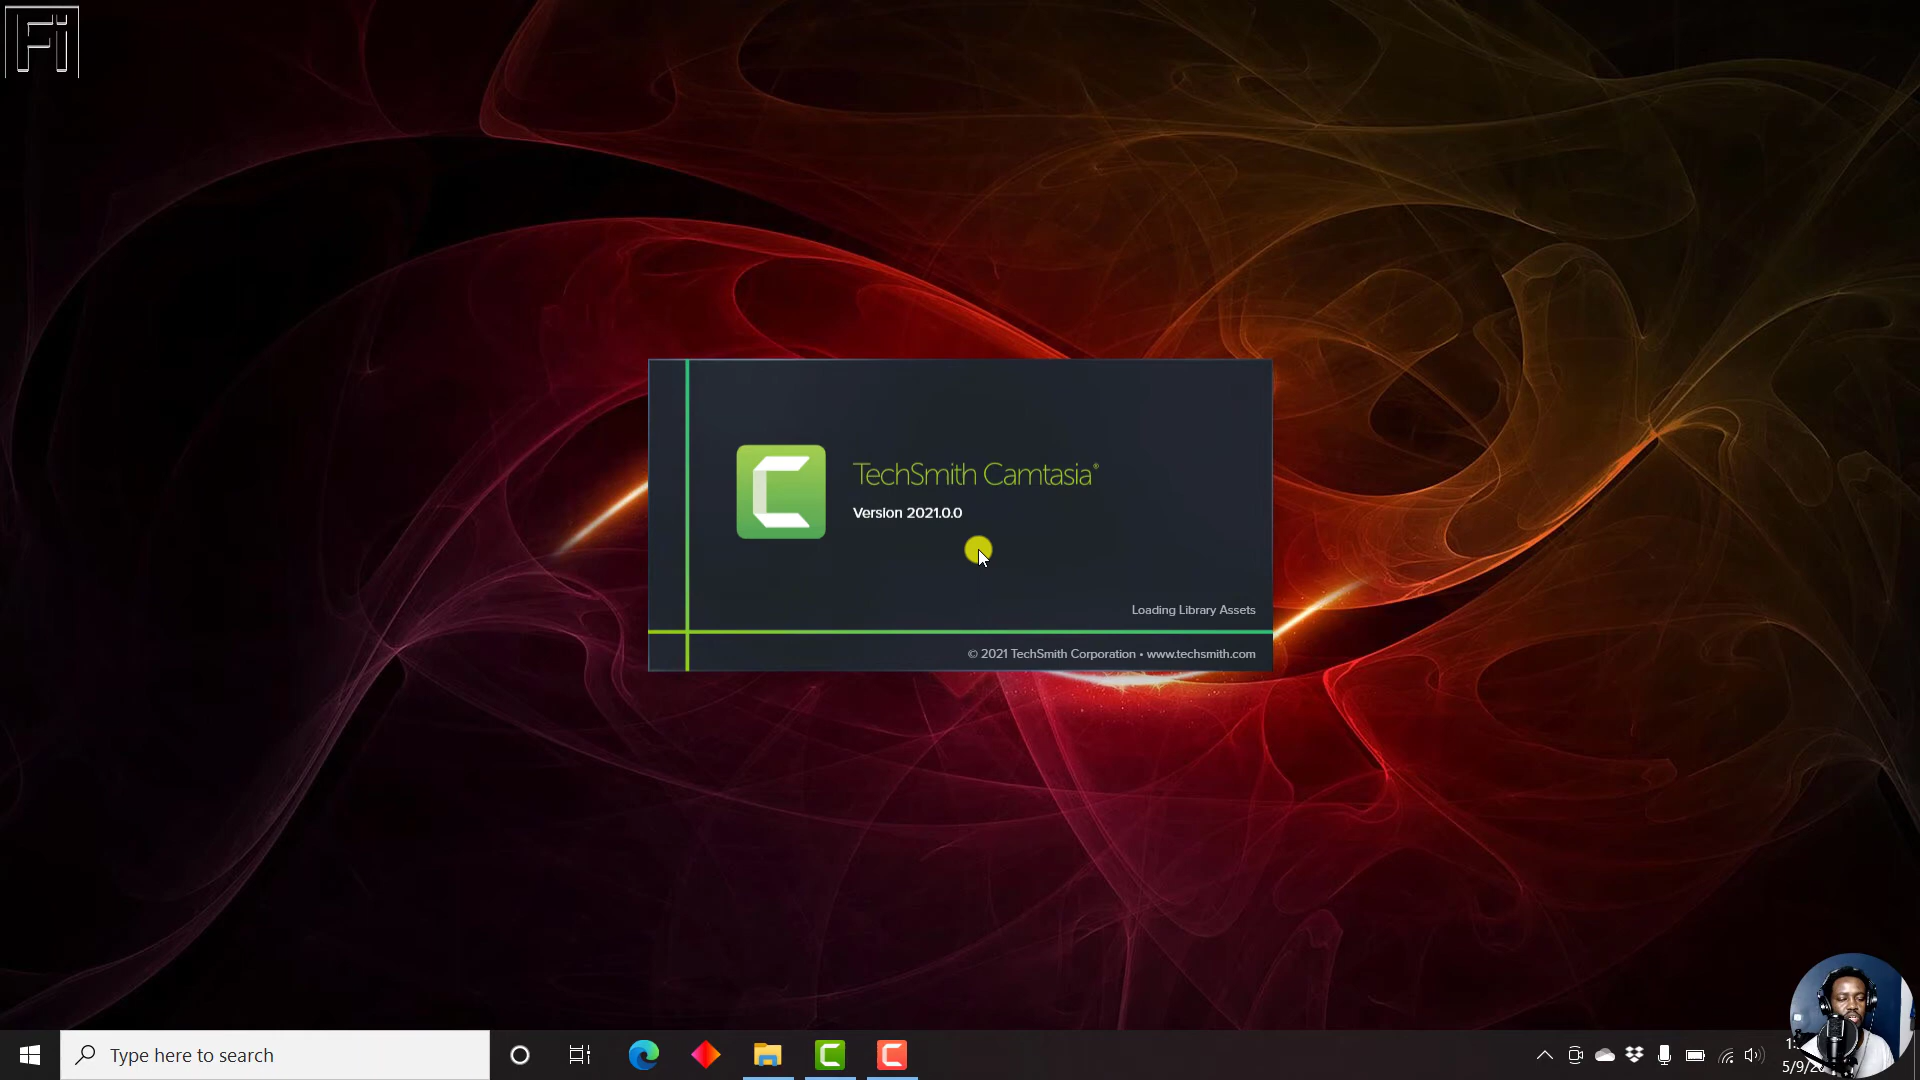 Fi
TechSmith Camtasia®
Version 2021.0.0
Loading Library Assets
© 2021 TechSmith Corporation • www.techsmith.com
Type here to search